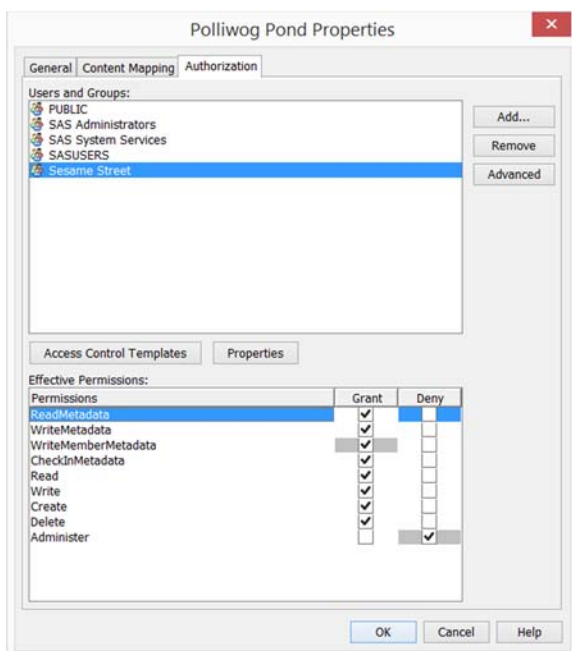 Polliwog Pond Properties
General Content Mapping Authorization
Users and Groups:
PUBLIC
SAS Administrators
SAS System Services
SASUSERS
Sesame Street
Add...
Remove
Advanced
Access Control Templates Properties
Effective Permissions:
Permissions Grant Deny
ReadMetadata
WriteMetadata
WriteMemberMetadata
CheckInMetadata
Read
Write
Create
Delete
Administer
OK Cancel Help